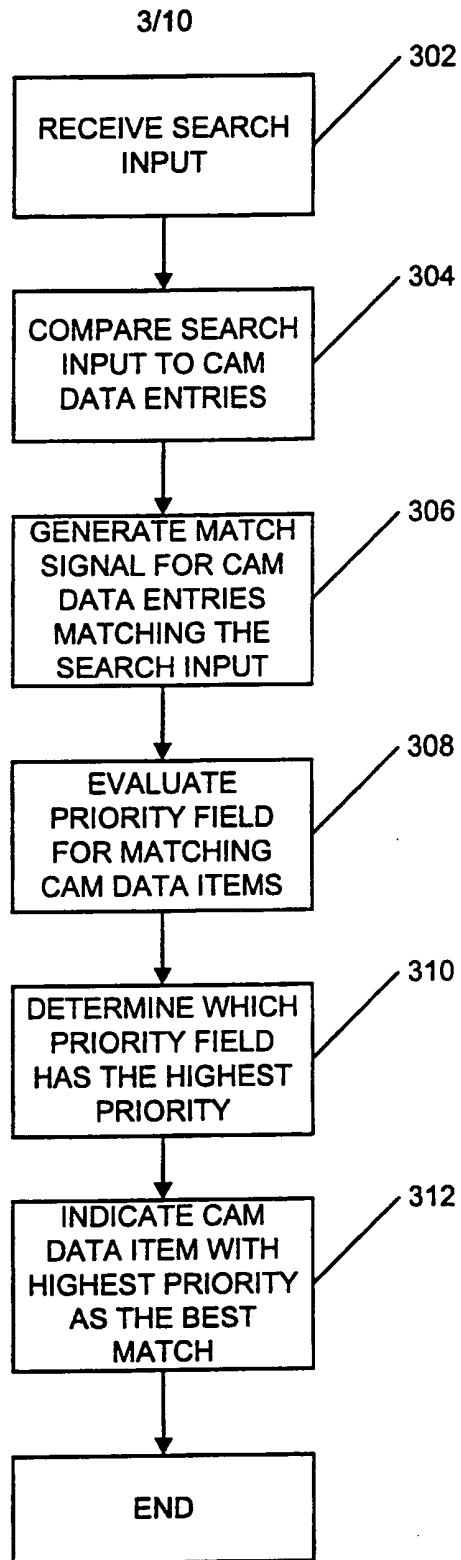 3/10
302
RECEIVE SEARCH
INPUT
304
COMPARE SEARCH
INPUT TO CAM
DATA ENTRIES
306
GENERATE MATCH
SIGNAL FOR CAM
DATA ENTRIES
MATCHING THE
SEARCH INPUT
308
EVALUATE
PRIORITY FIELD
FOR MATCHING
CAM DATA ITEMS
310
DETERMINE WHICH
PRIORITY FIELD
HAS THE HIGHEST
PRIORITY
312
INDICATE CAM
DATA ITEM WITH
HIGHEST PRIORITY
AS THE BEST
MATCH
END